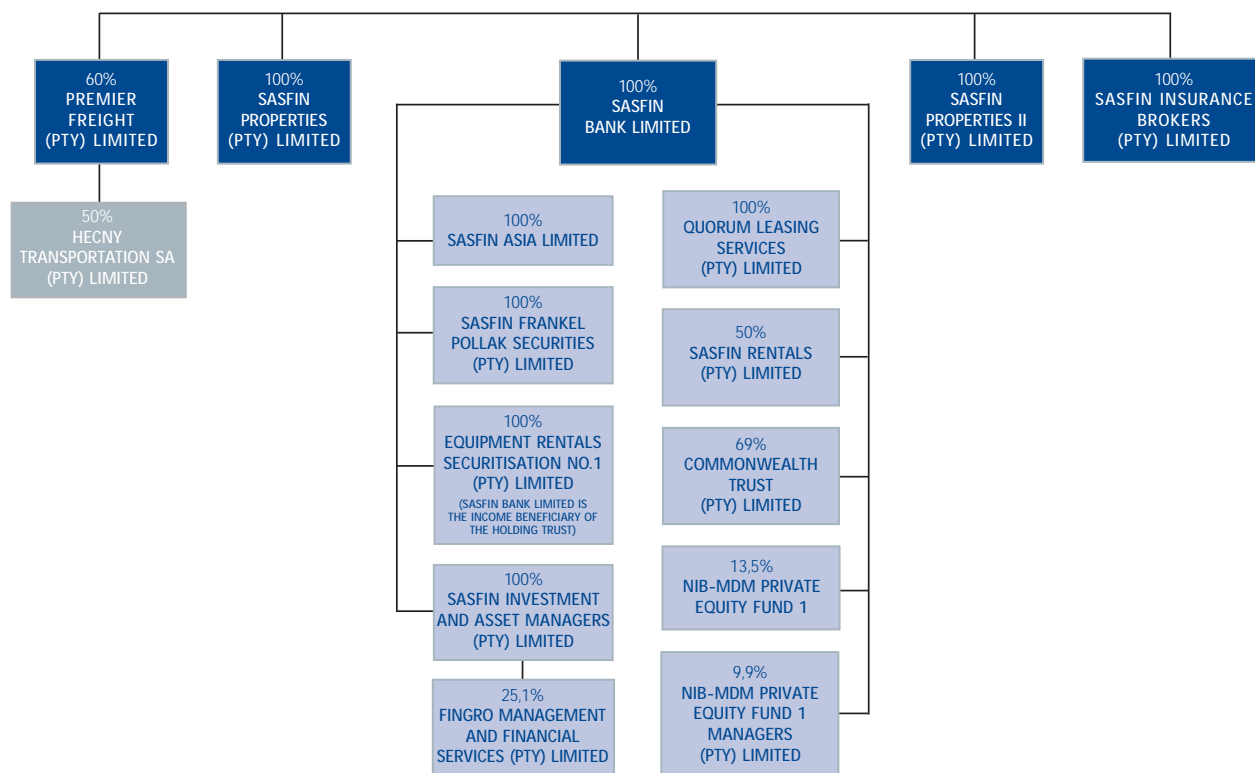 60%
PREMIER
FREIGHT
(PTY) LIMITED
100%
SASFIN
PROPERTIES
(PTY) LIMITED
100%
SASFIN
BANK LIMITED
100%
SASFIN
PROPERTIES II
(PTY) LIMITED
100%
SASFIN INSURANCE
BROKERS
(PTY) LIMITED
50%
HECNY
TRANSPORTATION SA
(PTY) LIMITED
100%
SASFIN ASIA LIMITED
100%
SASFIN FRANKEL
POLLAK SECURITIES
(PTY) LIMITED
100%
EQUIPMENT RENTALS
SECURITISATION NO.1
(PTY) LIMITED
(SASFIN BANK LIMITED IS
THE INCOME BENEFICIARY OF
THE HOLDING TRUST)
100%
SASFIN INVESTMENT
AND ASSET MANAGERS
(PTY) LIMITED
25,1%
FINGRO MANAGEMENT
AND FINANCIAL
SERVICES (PTY) LIMITED
100%
QUORUM LEASING
SERVICES
(PTY) LIMITED
50%
SASFIN RENTALS
(PTY) LIMITED
69%
COMMONWEALTH
TRUST
(PTY) LIMITED
13,5%
NIB-MDM PRIVATE
EQUITY FUND 1
9,9%
NIB-MDM PRIVATE
EQUITY FUND 1
MANAGERS
(PTY) LIMITED